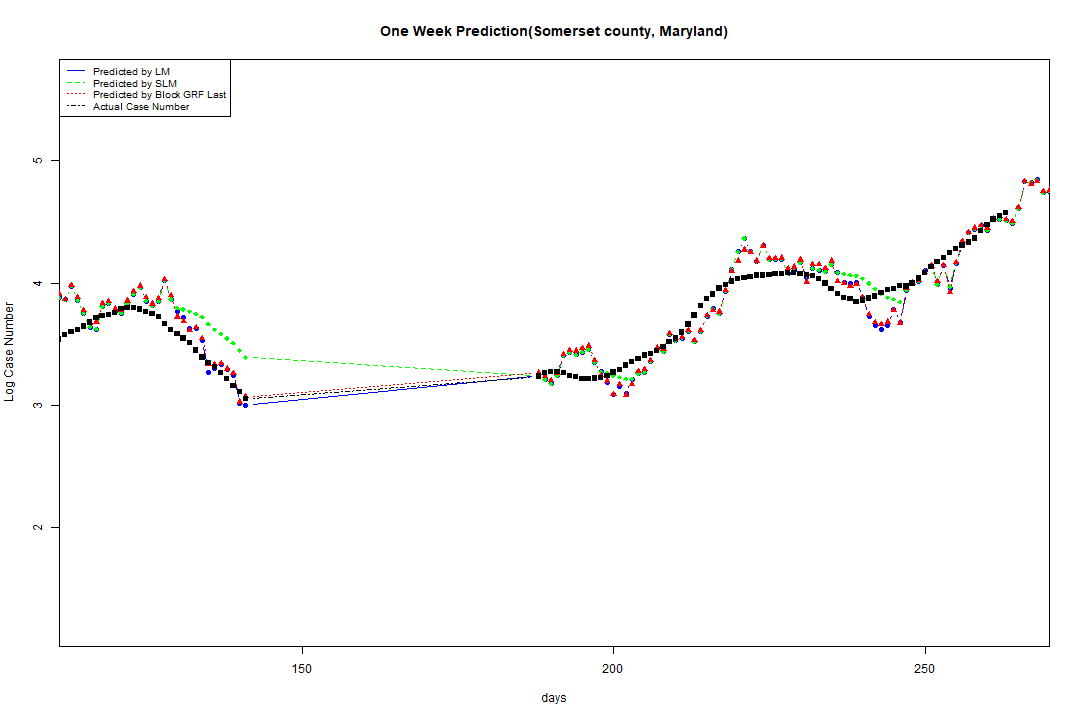 One Week Prediction(Somerset county, Maryland)
Predicted by LM
Predicted by SLM
Predicted by Block GRF Last
Actual Case Number
5
4
3
2
Log Case Number
150
200
250
days